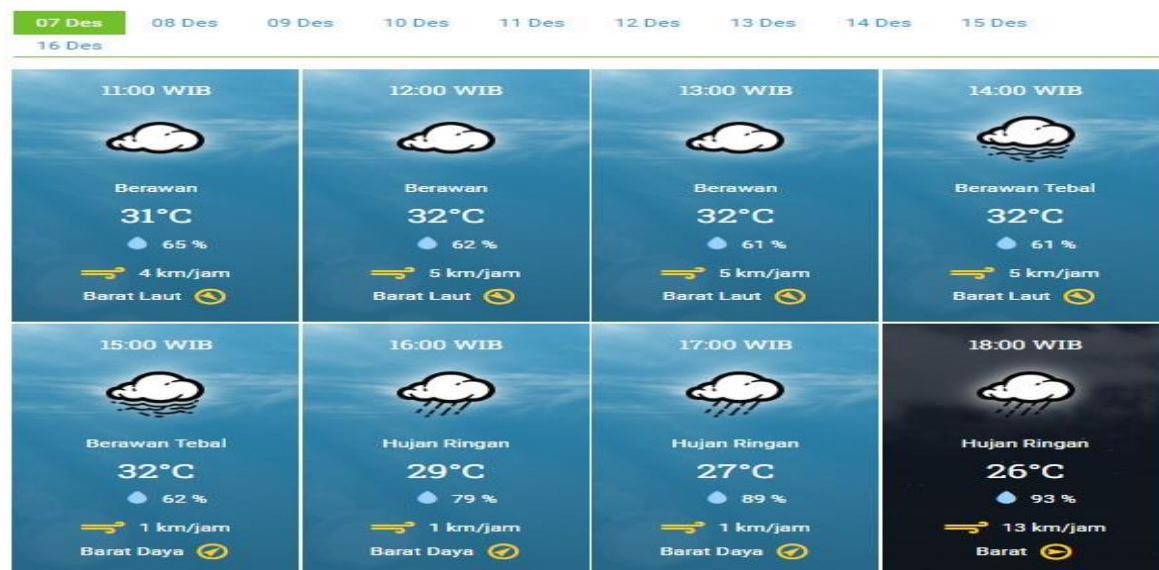 07 Des 08 Des 09 Des 10 Des 11 Des 12 Des 13 Des 14 Des 15 Des
16 Des
11:00 WIB
Berawan
31°C
65 %
4 km/jam
Barat Laut
12:00 WIB
Berawan
32°C
62 %
5 km/jam
Barat Laut
13:00 WIB
Berawan
32°C
61 %
5 km/jam
Barat Laut
14:00 WIB
Berawan Tebal
32°C
61 %
5 km/jam
Barat Laut
15:00 WIB
Berawan Tebal
32°C
62 %
1 km/jam
Barat Daya
16:00 WIB
Hujan Ringan
29°C
79 %
1 km/jam
Barat Daya
17:00 WIB
Hujan Ringan
27°C
89 %
1 km/jam
Barat Daya
18:00 WIB
Hujan Ringan
26°C
93 %
13 km/jam
Barat